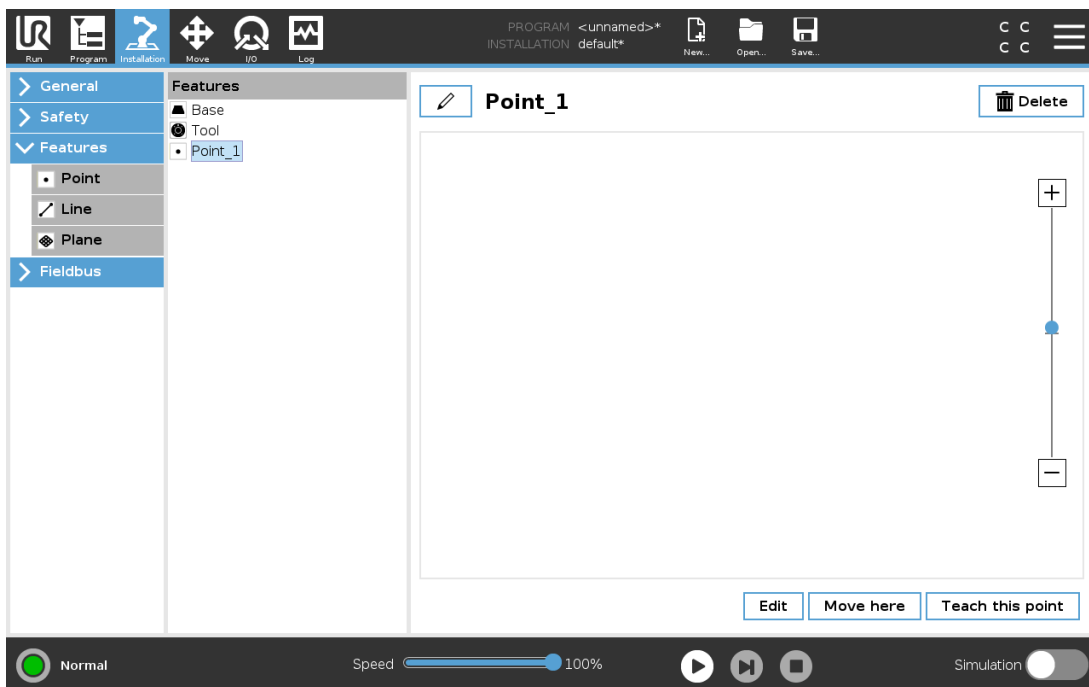 PROGRAM <unnamed>*
INSTALLATION default*
C C
C C
UR
Run
Program
Installation
Move
I/O
Log
New...
Open...
Save...
General
Safety
Features
Point
Line
Plane
Fieldbus
Features
Base
Tool
Point_1
Point_1
Delete
Edit
Move here
Teach this point
Normal
Speed
100%
Simulation